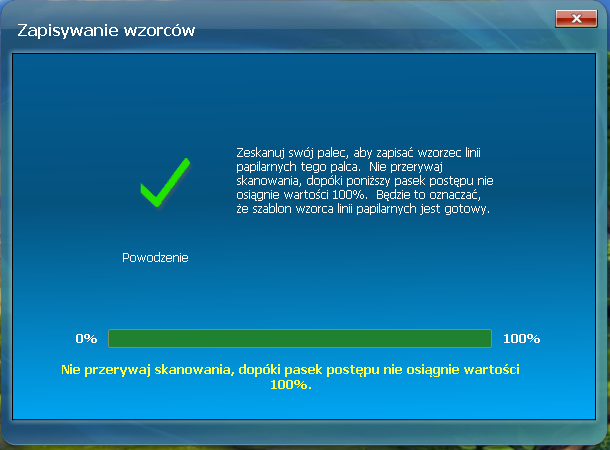 Zapisywanie wzorców
Zeskanuj swój palec, aby zapisać wzorzec linii
papilarnych tego palca. Nie przerywaj
skanowania, dopóki poniższy pasek postępu nie
osiągnie wartości 100%. Będzie to oznaczać,
że szablon wzorca linii papilarnych jest gotowy.
Powodzenie
0% 100%
Nie przerywaj skanowania, dopóki pasek postępu nie osiągnie wartości
100%.